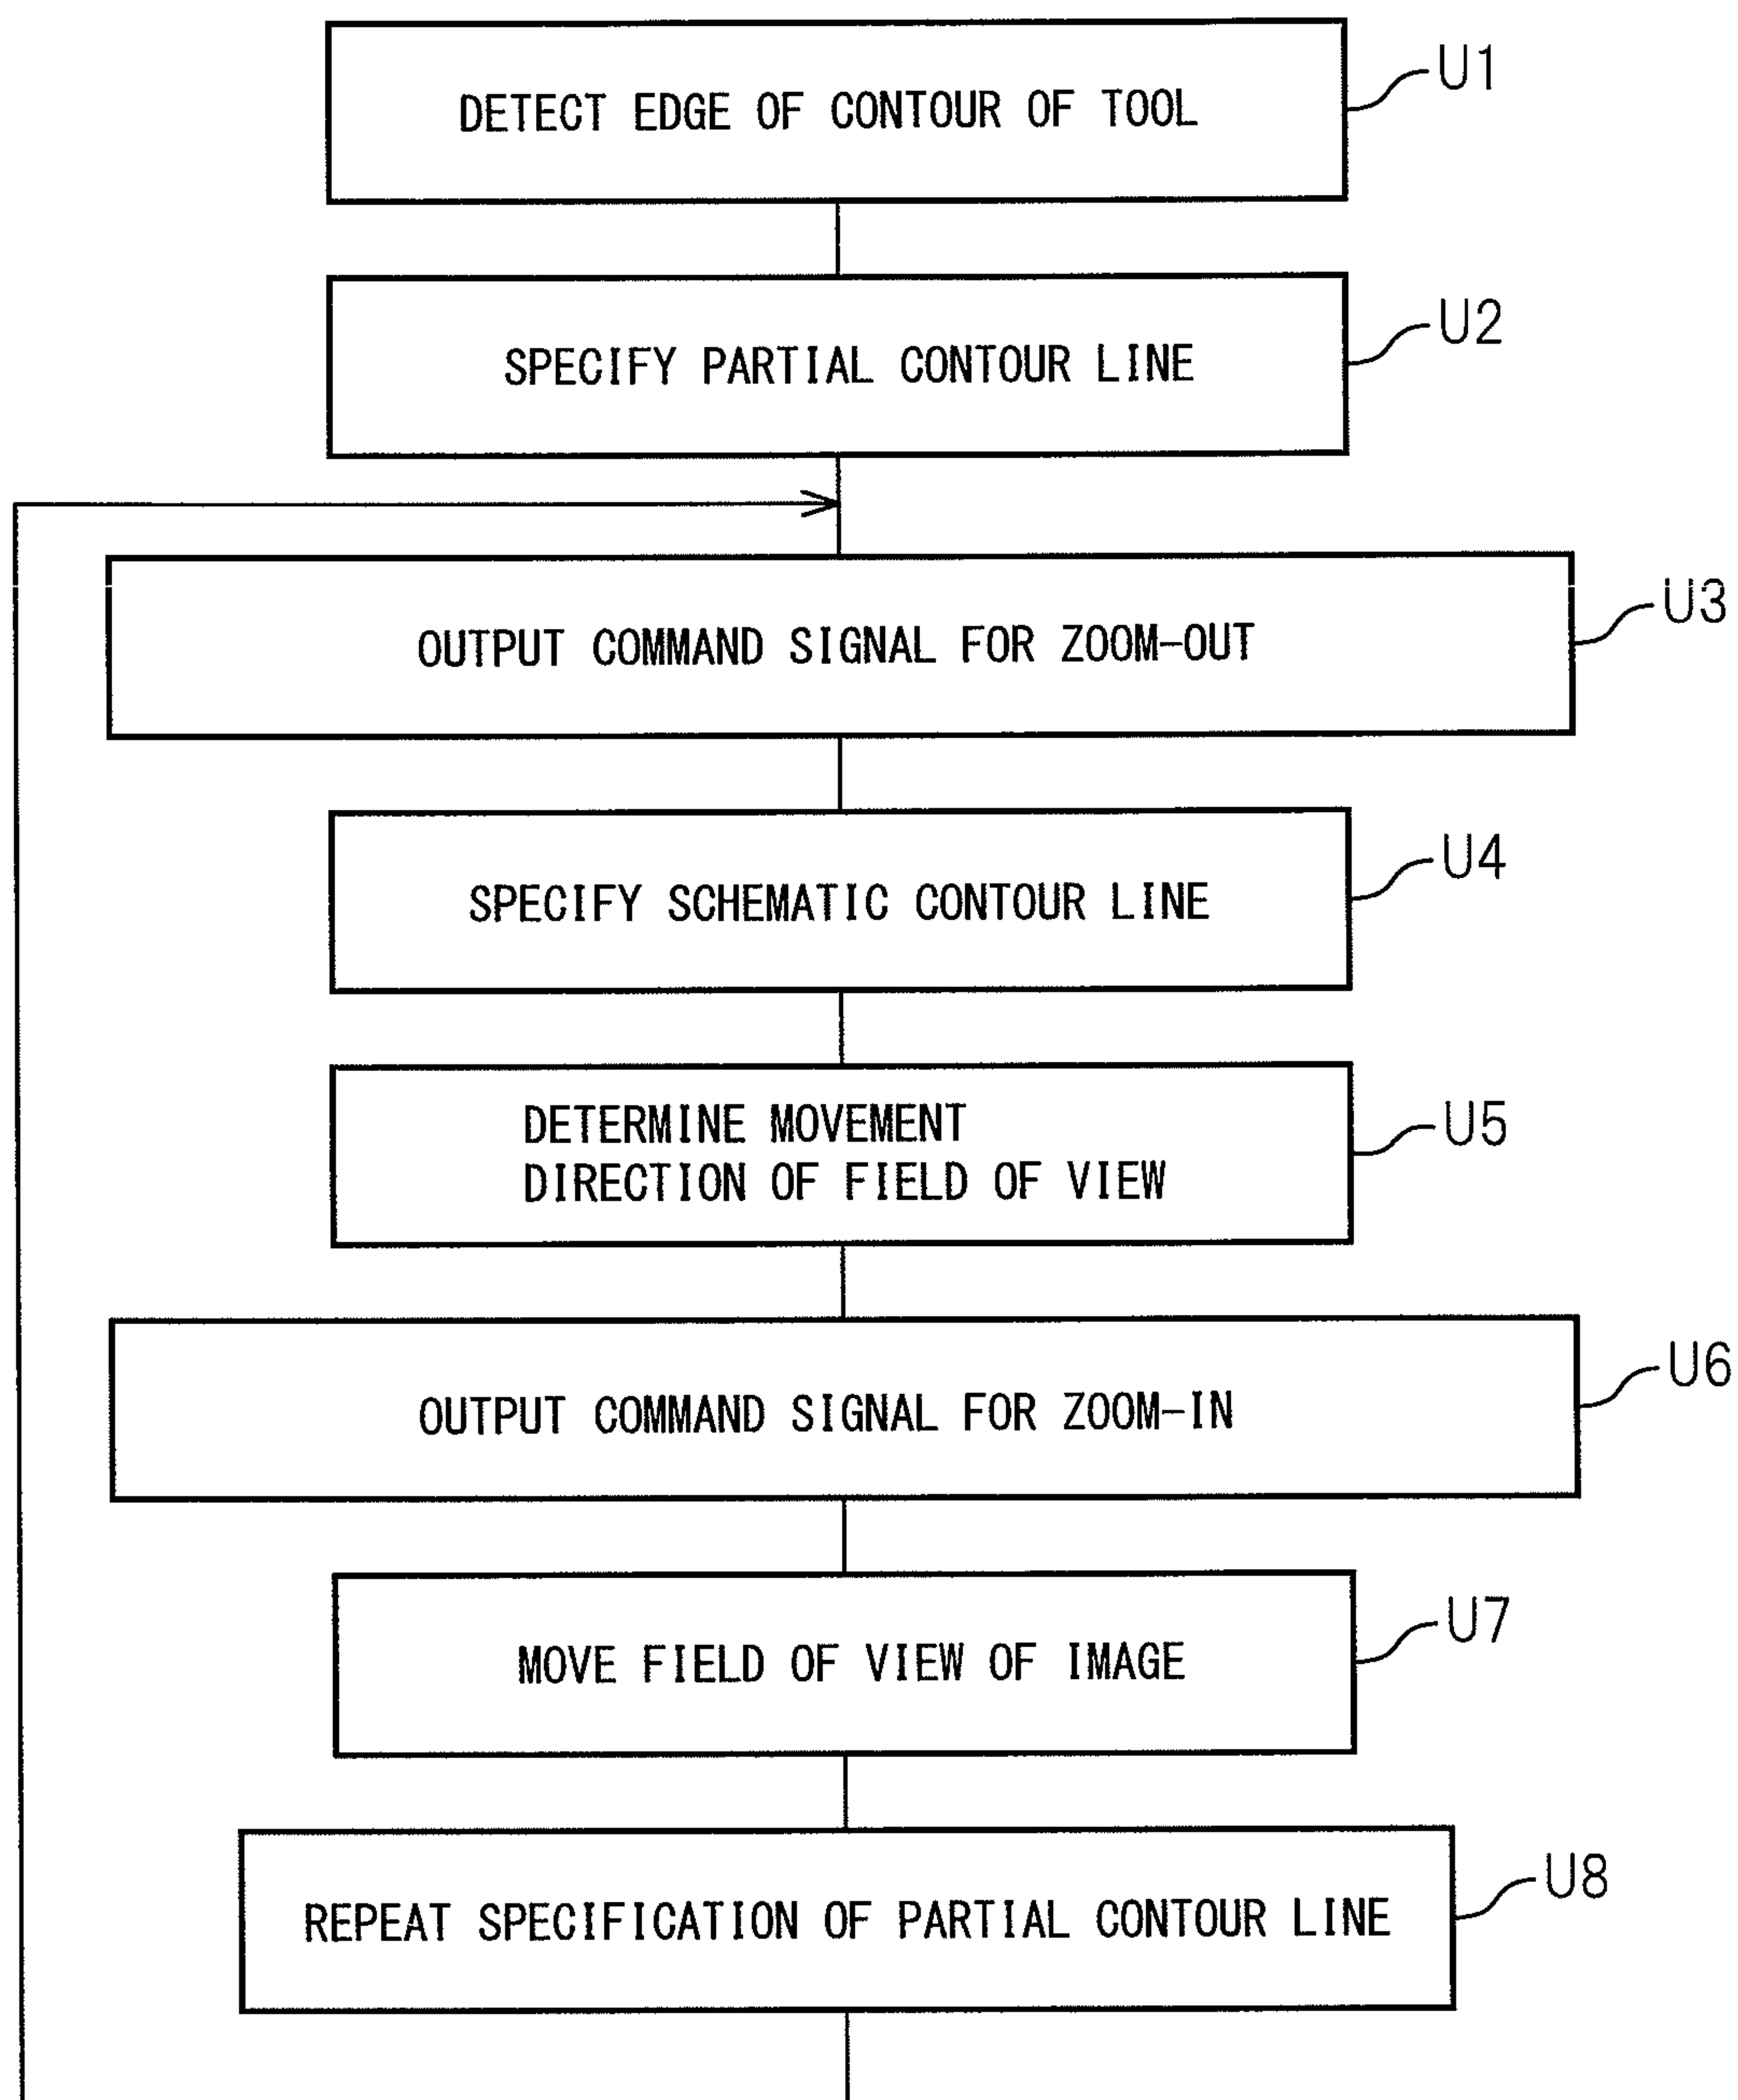 DETECT EDGE OF CONTOUR OF TOOL
U1
SPECIFY PARTIAL CONTOUR LINE
U2
OUTPUT COMMAND SIGNAL FOR ZOOM-OUT
U3
SPECIFY SCHEMATIC CONTOUR LINE
U4
DETERMINE MOVEMENT
DIRECTION OF FIELD OF VIEW
U5
OUTPUT COMMAND SIGNAL FOR ZOOM-IN
U6
MOVE FIELD OF VIEW OF IMAGE
U7
REPEAT SPECIFICATION OF PARTIAL CONTOUR LINE
U8